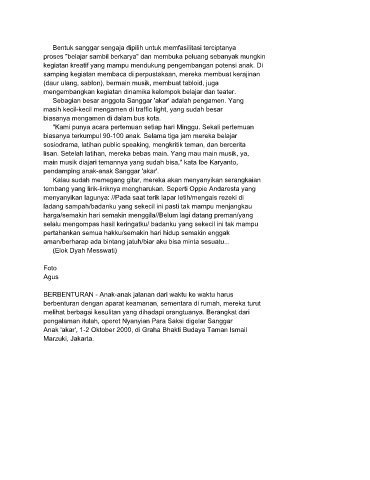 Bentuk sanggar sengaja dipilih untuk memfasilitasi terciptanya
proses "belajar sambil berkarya" dan membuka peluang sebanyak mungkin
kegiatan kreatif yang mampu mendukung pengembangan potensi anak. Di
samping kegiatan membaca di perpustakaan, mereka membuat kerajinan
(daur ulang, sablon), bermain musik, membuat tabloid, juga
mengembangkan kegiatan dinamika kelompok belajar dan teater.
Sebagian besar anggota Sanggar 'akar' adalah pengamen. Yang
masih kecil-kecil mengamen di traffic light, yang sudah besar
biasanya mengamen di dalam bus kota.
"Kami punya acara pertemuan setiap hari Minggu. Sekali pertemuan
biasanya terkumpul 90-100 anak. Selama tiga jam mereka belajar
sosiodrama, latihan public speaking, mengkritik teman, dan bercerita
lisan. Setelah latihan, mereka bebas main. Yang mau main musik, ya,
main musik diajari temannya yang sudah bisa," kata Ibe Karyanto,
pendamping anak-anak Sanggar 'akar'.
Kalau sudah memegang gitar, mereka akan menyanyikan serangkaian
tembang yang lirik-liriknya mengharukan. Seperti Oppie Andaresta yang
menyanyikan lagunya: //Pada saat terik lapar letih/mengais rezeki di
ladang sampah/badanku yang sekecil ini pasti tak mampu menjangkau
harga/semakin hari semakin menggila//Belum lagi datang preman/yang
selalu mengompas hasil keringatku/ badanku yang sekecil ini tak mampu
pertahankan semua hakku/semakin hari hidup semakin enggak
aman/berharap ada bintang jatuh/biar aku bisa minta sesuatu...
(Elok Dyah Messwati)
Foto
Agus
BERBENTURAN - Anak-anak jalanan dari waktu ke waktu harus
berbenturan dengan aparat keamanan, sementara di rumah, mereka turut
melihat berbagai kesulitan yang dihadapi orangtuanya. Berangkat dari
pengalaman itulah, operet Nyanyian Para Saksi digelar Sanggar
Anak 'akar', 1-2 Oktober 2000, di Graha Bhakti Budaya Taman Ismail
Marzuki, Jakarta.